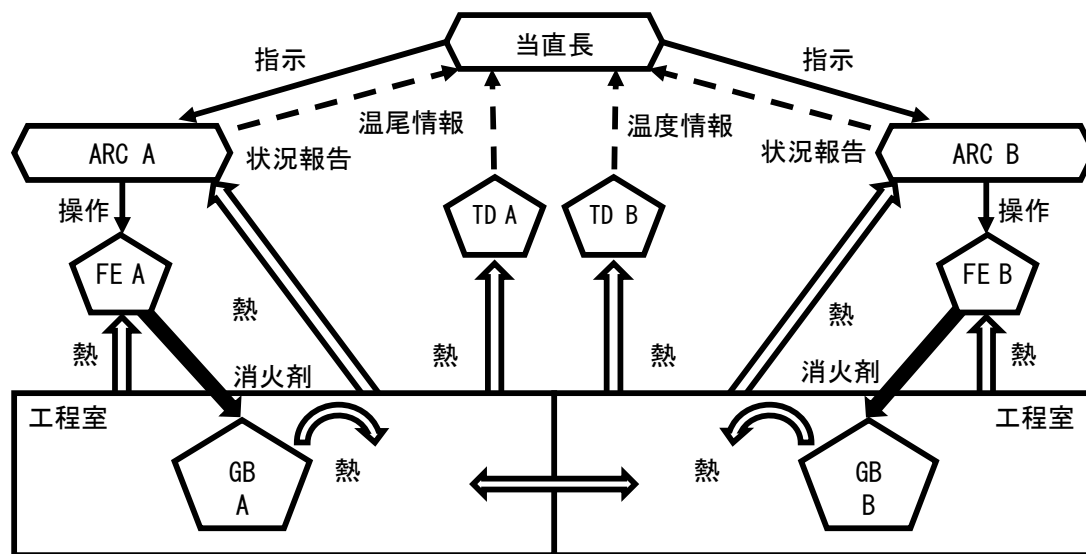 当直長
指示
指示
温尾情報
温度情報
ARC A
状況報告
状況報告
ARC B
操作
TD A
TD B
操作
FE A
FE B
熱
熱
熱
熱
熱
熱
消火剤
消火剤
工程室
工程室
GB
A
熱
熱
GB
B